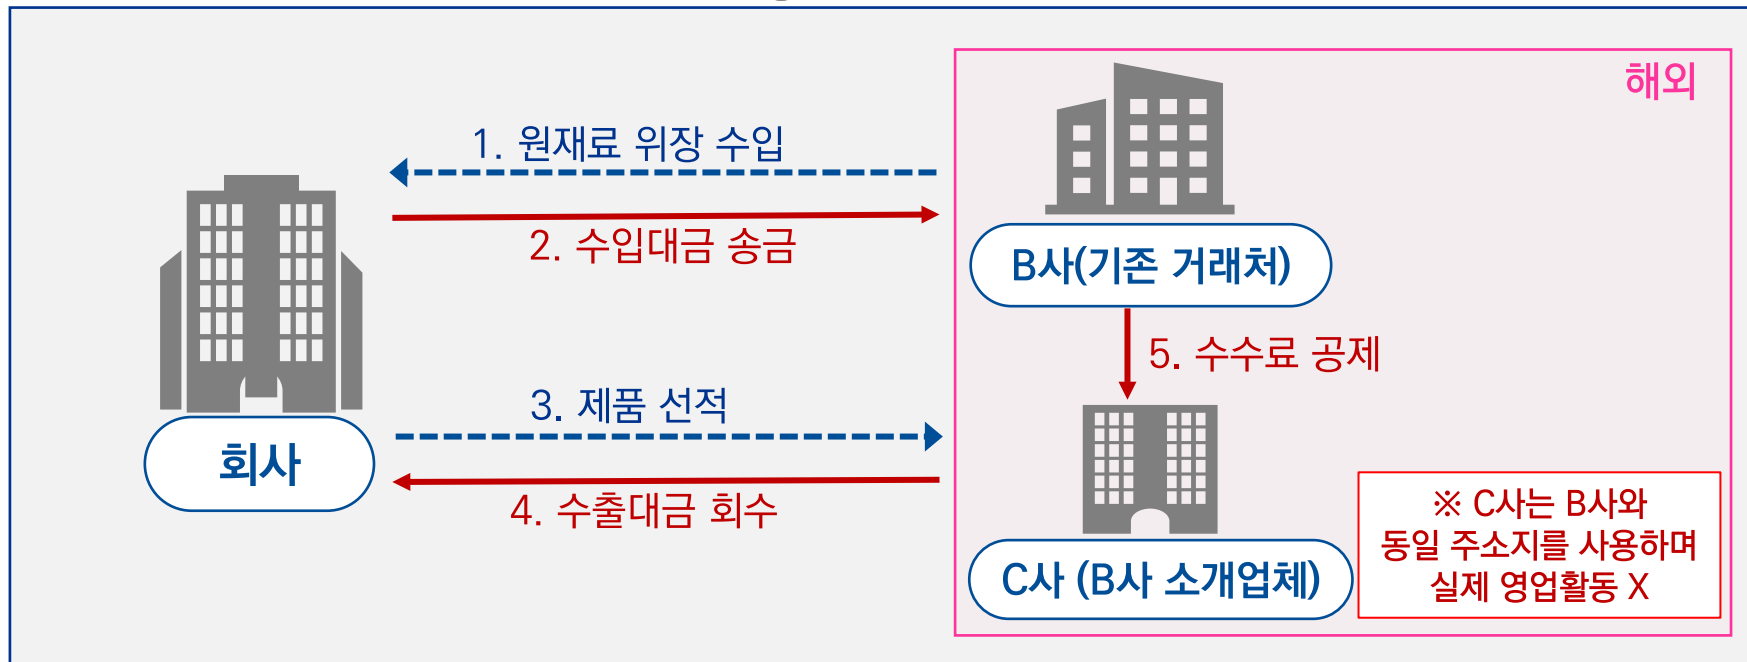 해외
1. 원재료 위장 수입
2. 수입대금 송금
B사(기존 거래처)
5. 수수료 공제
3. 제품 선적
회사
4. 수출대금 회수
C사 (B사 소개업체)
※ C사는 B사와
동일 주소지를 사용하며
실제 영업활동 X